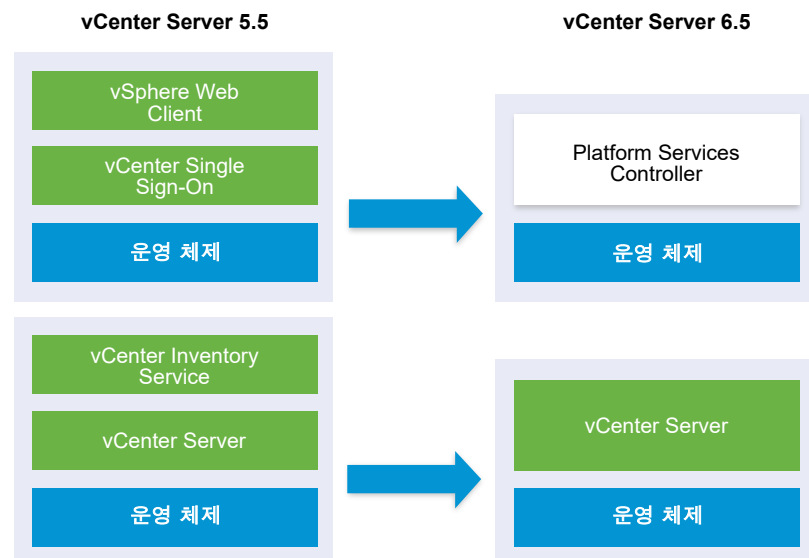 vCenter Server 5.5
vSphere Web
Client
vCenter Single
Sign-On
운영 체제
vCenter Inventory
Service
vCenter Server
운영 체제
vCenter Server 6.5
Platform Services
Controller
운영 체제
vCenter Server
운영 체제